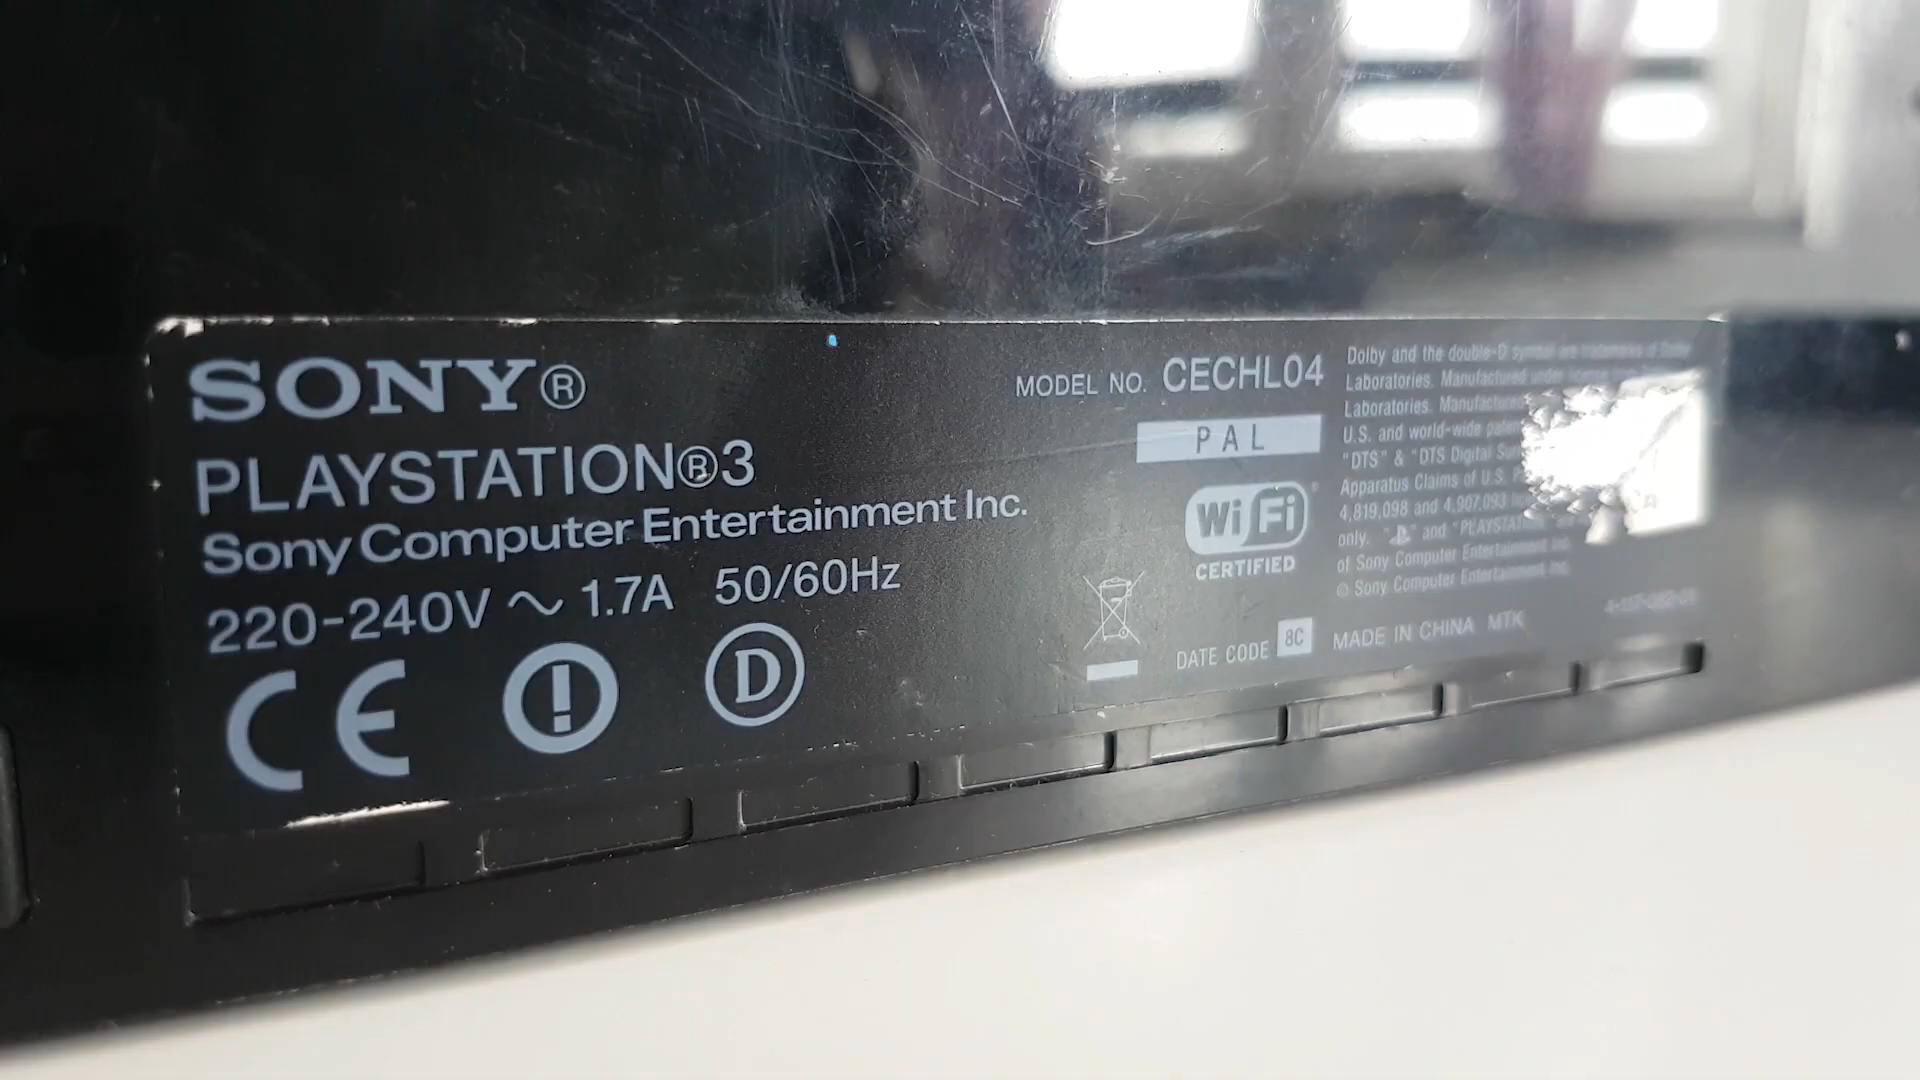 SONY®
PLAYSTATION®3
Sony Computer Entertainment Inc.
220-240V ~ 1.7A 50/60Hz
CE
D
MODEL NO. CECHL04
PAL
Wi Fi ®
CERTIFIED
DATE CODE 8C
MADE IN CHINA MTK
Dolby and the double-D symbol are trademarks of Dolby
Laboratories. Manufactured under
Laboratories. Manufactured
U.S. and world-wide
"DTS" & "DTS Digital
Apparatus Claims of U.S.
4,819,098 and 4,907,093
only. " " and "PLAYSTATION"
of Sony Computer Entertainment Inc.
© Sony Computer Entertainment Inc.